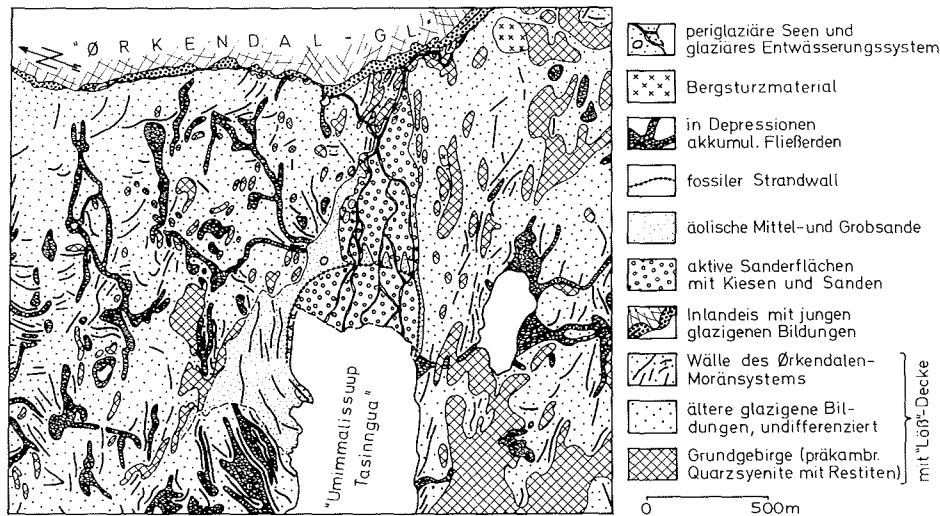 "ØRKENDAL-GL."
"Umimmalissuup
Tasinngua"
periglaziäre Seen und
glaziäres Entwässerungssystem
Bergsturzmaterial
in Depressionen
akkumul. Fließerden
fossiler Strandwall
äolische Mittel-und Grobsande
aktive Sanderflächen
mit Kiesen und Sanden
Inlandeis mit jungen
glazigenen Bildungen
Wälle des Ørkendalen-
Moränsystems
ältere glazigene Bil-
dungen, undifferenziert
Grundgebirge (präkambr.
Quarzsyenite mit Restiten)
mit "Löß"-Decke
0 500m